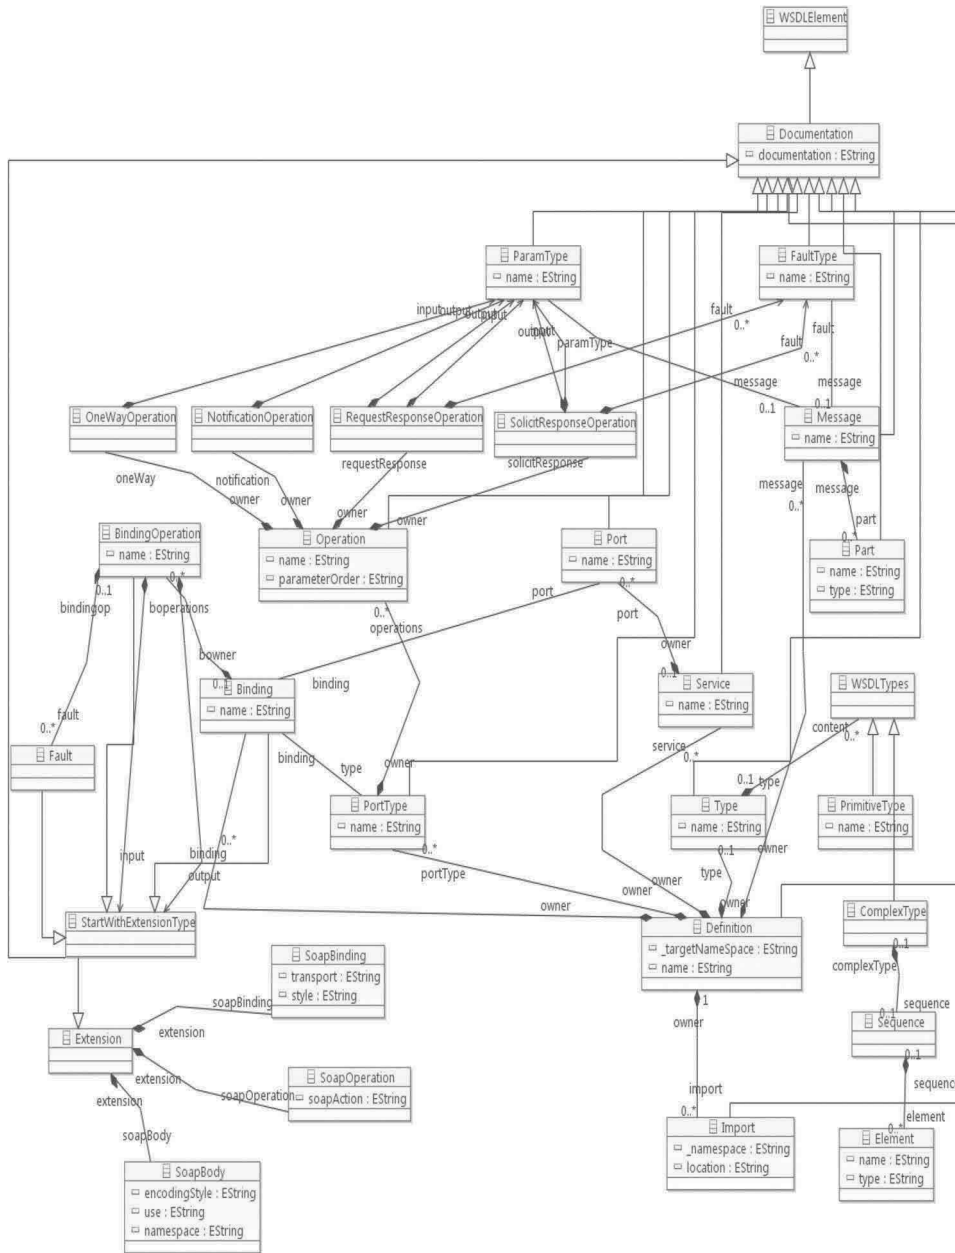 WSDLElement
Documentation
documentation : EString
ParamType
name : EString
FaultType
name : EString
input
output
output
input
output
input
paramType
fault
0..*
fault
0..*
fault
message
0..1
message
0..1
OneWayOperation
NotificationOperation
RequestResponseOperation
SolicitResponseOperation
Message
name : EString
oneWay
owner
notification
owner
requestResponse
owner
solicitResponse
owner
message
0..*
message
part
0..*
BindingOperation
name : EString
Operation
name : EString
parameterOrder : EString
Port
name : EString
Part
name : EString
type : EString
0..1
bindingop
0..*
boperations
0..*
operations
port
0..*
port
bowner
0..1
binding
owner
0..1
Binding
name : EString
Service
name : EString
WSDLTypes
fault
0..*
Fault
binding
type
owner
service
0..*
content
0..*
0..1
type
PortType
name : EString
Type
name : EString
PrimitiveType
name : EString
0..*
input
binding
output
0..*
portType
0..1
type
owner
owner
owner
owner
owner
StartWithExtensionType
Definition
_targetNameSpace : EString
name : EString
ComplexType
0..1
complexType
SoapBinding
transport : EString
style : EString
soapBinding
extension
1
owner
sequence
0..1
Sequence
Extension
extension
soapOperation
SoapOperation
soapAction : EString
0..1
sequence
extension
soapBody
import
0..*
element
0..*
Import
_namespace : EString
location : EString
Element
name : EString
type : EString
SoapBody
encodingStyle : EString
use : EString
namespace : EString